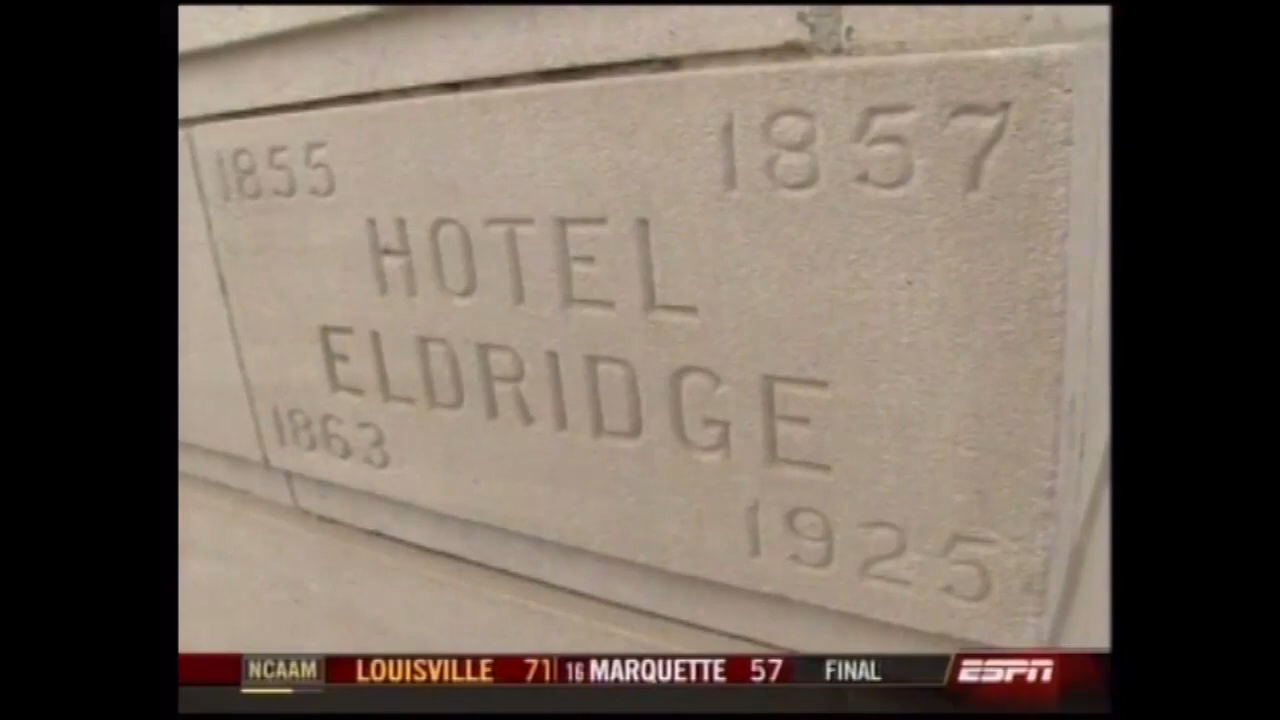 1855 1857
HOTEL
ELDRIDGE
1863
1925
NCAAM LOUISVILLE 71 16 MARQUETTE 57 FINAL ESPN